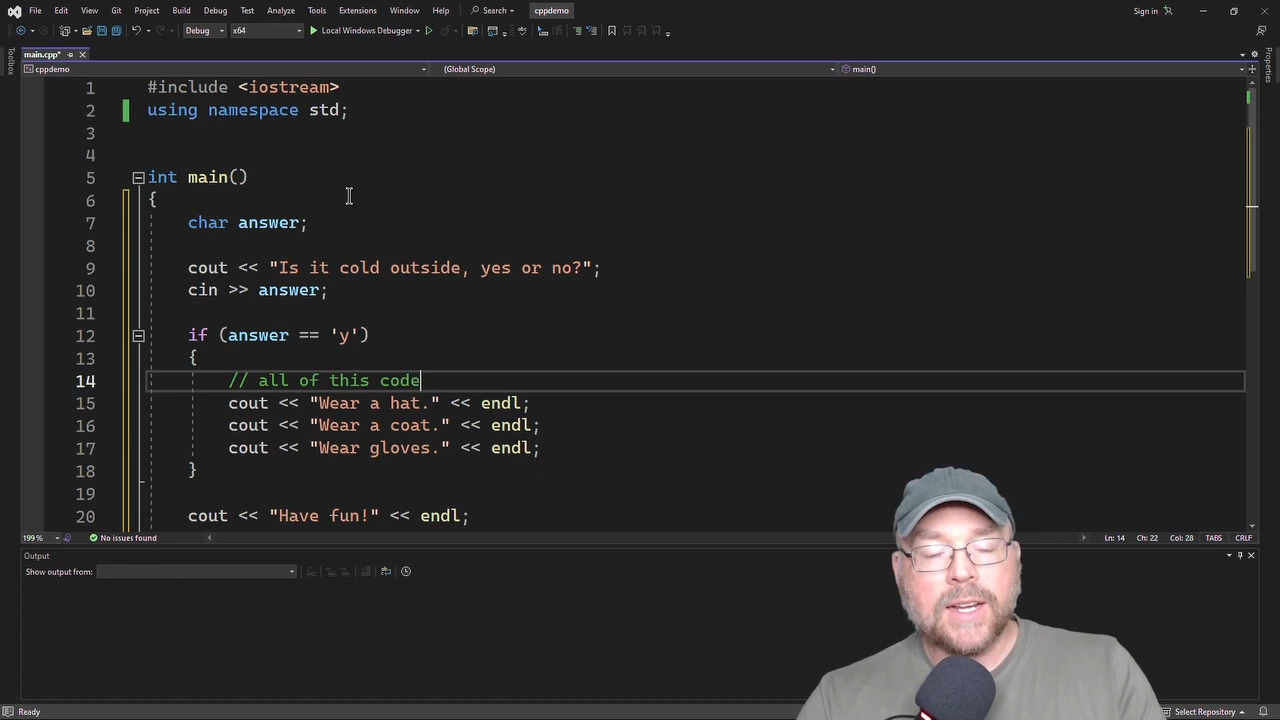 File Edit View Git Project Build Debug Test Analyze Tools Extensions Window Help Search cppdemo Sign in
Debug x64 Local Windows Debugger
main.cpp*
cppdemo (Global Scope) main()
Toolbox
Properties
1 #include <iostream>
2 using namespace std;
3
4
5 int main()
6 {
7 char answer;
8
9 cout << "Is it cold outside, yes or no?";
10 cin >> answer;
11
12 if (answer == 'y')
13 {
14 // all of this code
15 cout << "Wear a hat." << endl;
16 cout << "Wear a coat." << endl;
17 cout << "Wear gloves." << endl;
18 }
19
20 cout << "Have fun!" << endl;
199 % No issues found Ln: 14 Ch: 22 Col: 28 TABS CRLF
Output
Show output from:
Ready Select Repository